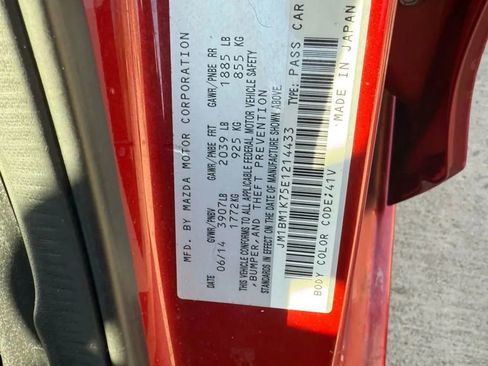 MFD. BY MAZDA MOTOR CORPORATION
DATE GVWR/PNBV GAWR/PNBE FRT GAWR/PNBE RR
06/14 3907LB 2039 LB 1885 LB
1772KG 925 KG 855 KG
THIS VEHICLE CONFORMS TO ALL APPLICABLE FEDERAL MOTOR VEHICLE SAFETY
,BUMPER,AND THEFT PREVENTION
STANDARDS IN EFFECT ON THE DATE OF MANUFACTURE SHOWN ABOVE.
JM1BM1K75E1214433 TYPE: PASS CAR
BODY COLOR CODE;41V MADE IN JAPAN